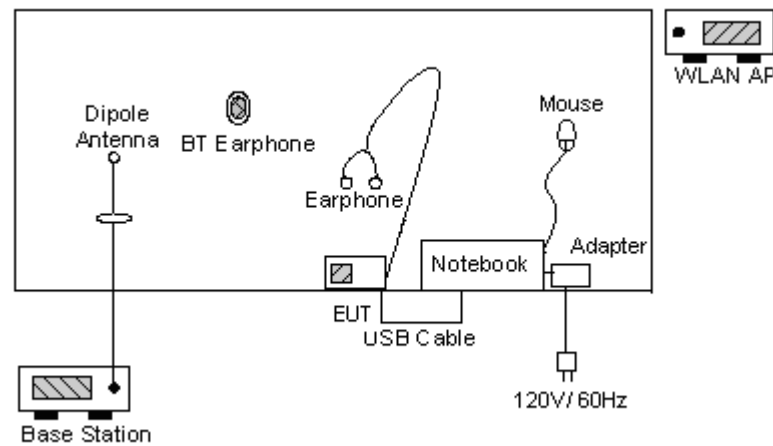 WLAN AP
Dipole
Antenna
BT Earphone
Mouse
Earphone
Adapter
Notebook
EUT
USB Cable
120V/60Hz
Base Station